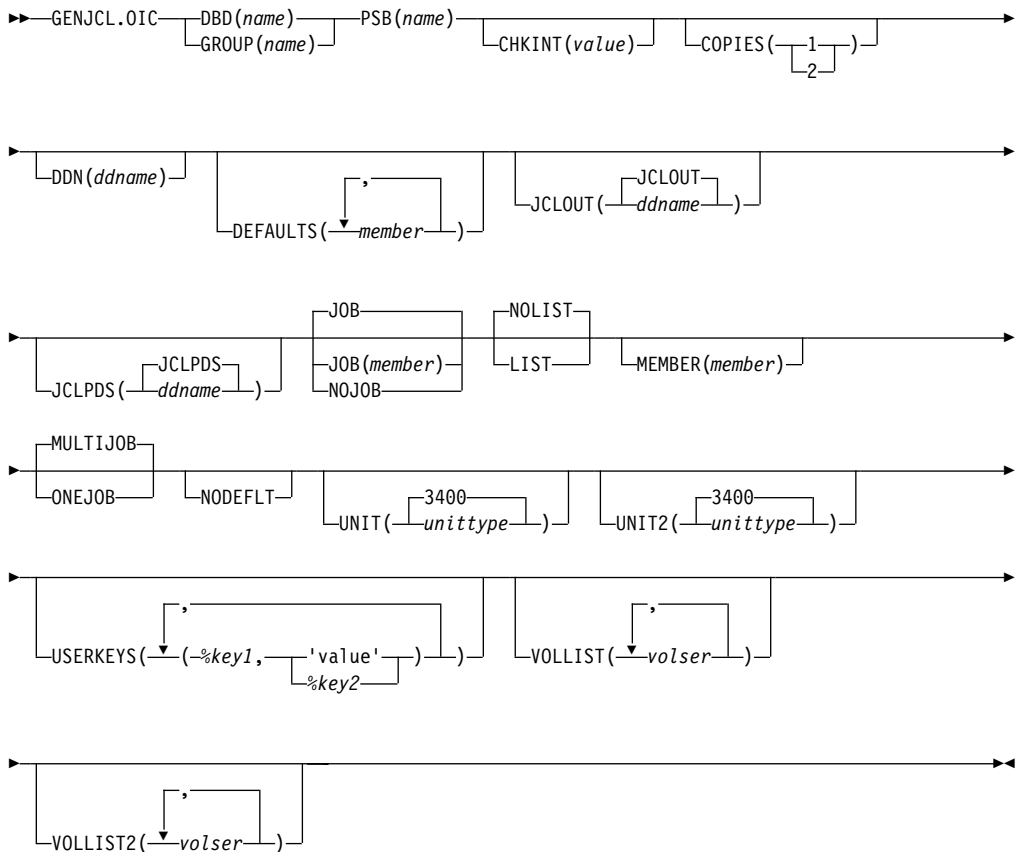 GENJCL.OIC DBD(name) PSB(name)
GROUP(name) CHKINT(value) COPIES( 1 )
2
DDN(ddname) , JCLOUT
DEFAULTS( member ) JCLOUT( ddname )
JOB NOLIST
JCLPDS JOB(member) LIST MEMBER(member)
JCLPDS( ddname ) NOJOB
MULTIJOB
ONEJOB NODEFLT 3400 3400
UNIT( unittype ) UNIT2( unittype )
, ,
USERKEYS( (%key1, 'value' ) ) VOLLIST( volser )
%key2
,
VOLLIST2( volser )